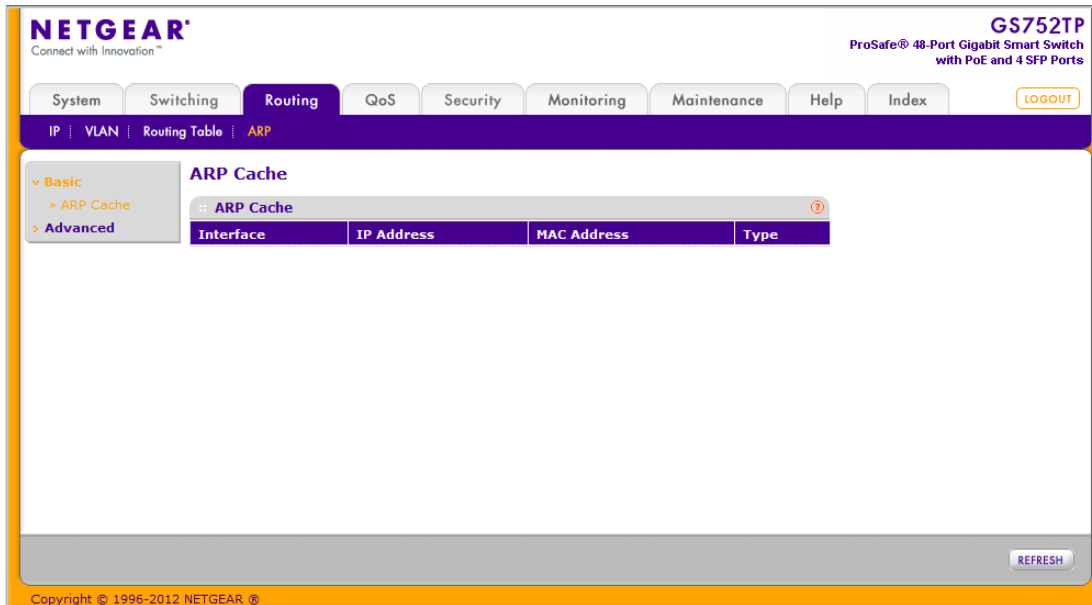 NETGEAR®
Connect with Innovation™
GS752TP
ProSafe® 48-Port Gigabit Smart Switch
with PoE and 4 SFP Ports
System Switching Routing QoS Security Monitoring Maintenance Help Index LOGOUT
IP VLAN Routing Table ARP
Basic
» ARP Cache
Advanced
ARP Cache
ARP Cache ?
Interface IP Address MAC Address Type
REFRESH
Copyright © 1996-2012 NETGEAR ®